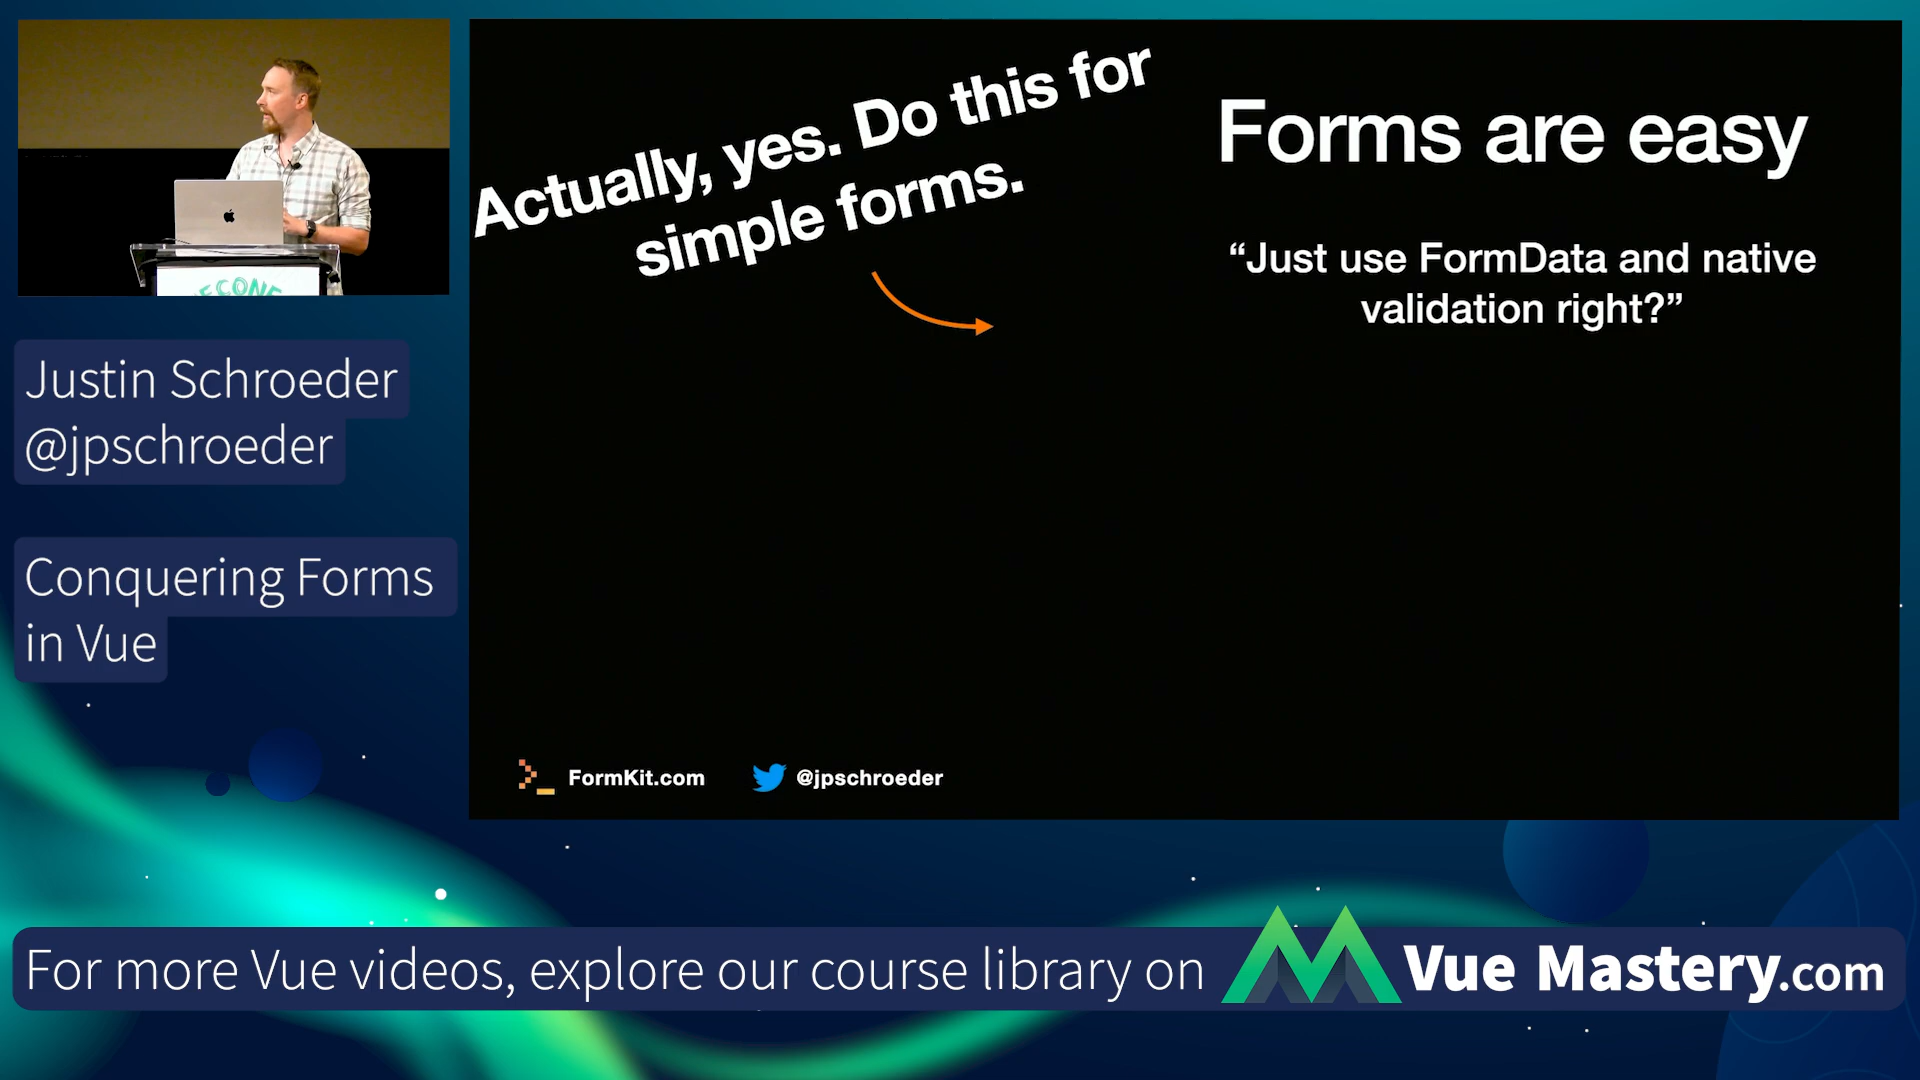 Actually, yes. Do this for
simple forms.
Forms are easy
“Just use FormData and native
validation right?”
FormKit.com
@jpschroeder
Justin Schroeder
@jpschroeder
Conquering Forms
in Vue
For more Vue videos, explore our course library on
Vue Mastery.com